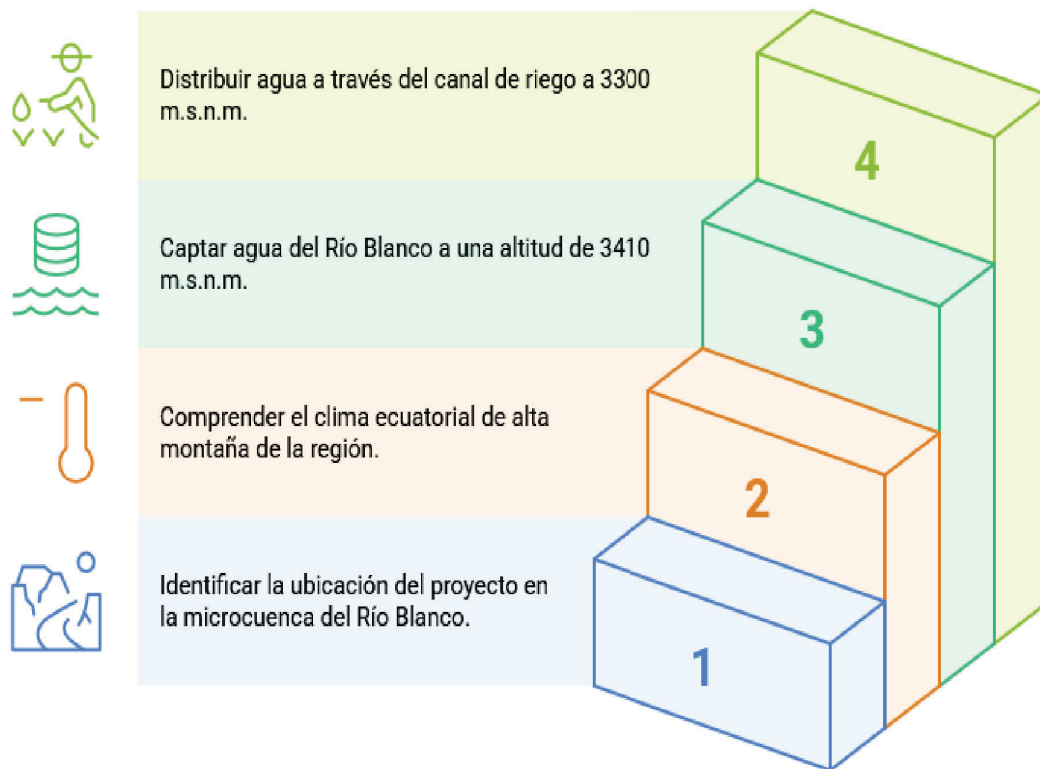 Distribuir agua a través del canal de riego a 3300
m.s.n.m.
4
Captar agua del Río Blanco a una altitud de 3410
m.s.n.m.
3
Comprender el clima ecuatorial de alta
montaña de la región.
2
Identificar la ubicación del proyecto en
la microcuenca del Río Blanco.
1